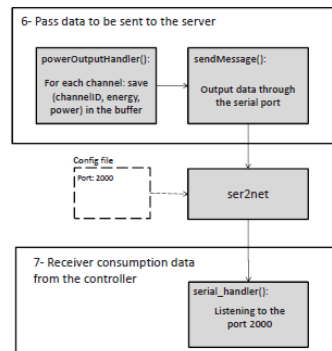 6- Pass data to be sent to the server
powerOutputHandler():
For each channel: save
(channelID, energy,
power) in the buffer
sendMessage():
Output data through
the serial port
Config file
Port: 2000
ser2net
7- Receiver consumption data
from the controller
serial_handler():
Listening to the
port 2000